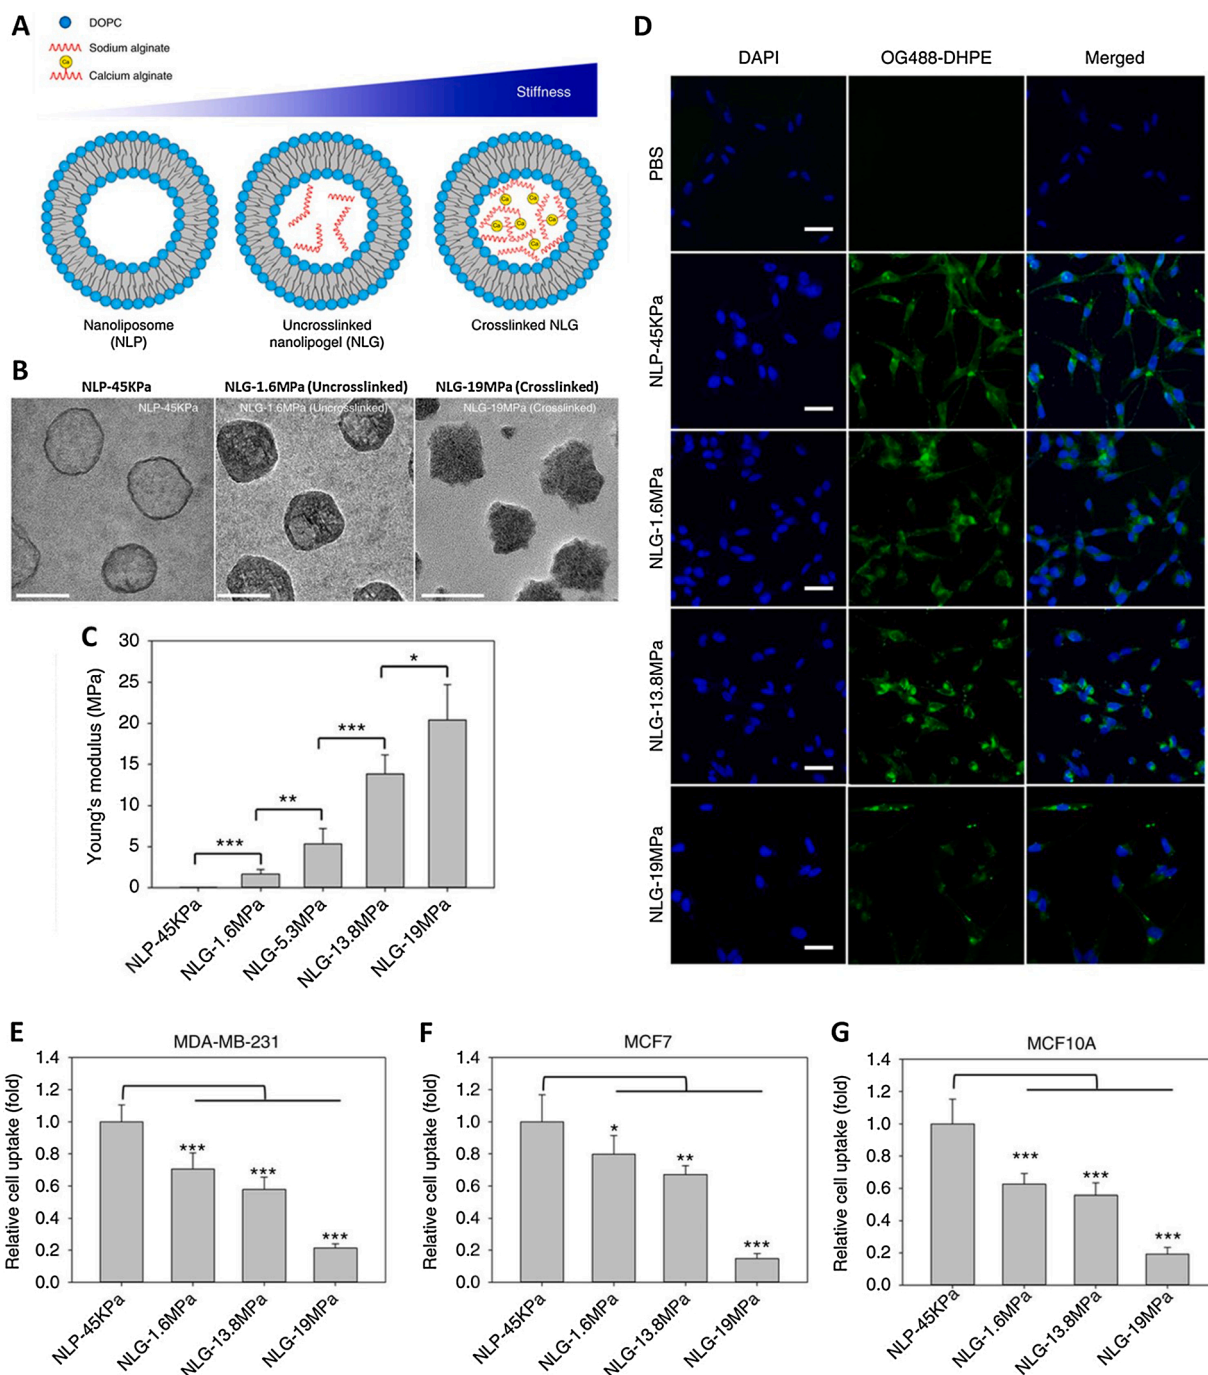 A
DOPC
Sodium alginate
Ca
Calcium alginate
Stiffness
Ca
Ca
Ca
Ca
Ca
Ca
Nanoliposome
(NLP)
Uncrosslinked
nanolipogel (NLG)
Crosslinked NLG
B
NLP-45KPa
NLG-1.6MPa (Uncrosslinked)
NLG-19MPa (Crosslinked)
NLP-45KPa
NLG-1.6MPa (Uncrosslinked)
NLG-19MPa (Crosslinked)
C
Young's modulus (MPa)
30
25
20
15
10
5
0
***
**
***
*
NLP-45KPa
NLG-1.6MPa
NLG-5.3MPa
NLG-13.8MPa
NLG-19MPa
D
DAPI
OG488-DHPE
Merged
PBS
NLP-45KPa
NLG-1.6MPa
NLG-13.8MPa
NLG-19MPa
E
MDA-MB-231
Relative cell uptake (fold)
1.4
1.2
1.0
0.8
0.6
0.4
0.2
0.0
***
***
***
NLP-45KPa
NLG-1.6MPa
NLG-13.8MPa
NLG-19MPa
F
MCF7
Relative cell uptake (fold)
1.4
1.2
1.0
0.8
0.6
0.4
0.2
0.0
*
**
***
NLP-45KPa
NLG-1.6MPa
NLG-13.8MPa
NLG-19MPa
G
MCF10A
Relative cell uptake (fold)
1.4
1.2
1.0
0.8
0.6
0.4
0.2
0.0
***
***
***
NLP-45KPa
NLG-1.6MPa
NLG-13.8MPa
NLG-19MPa